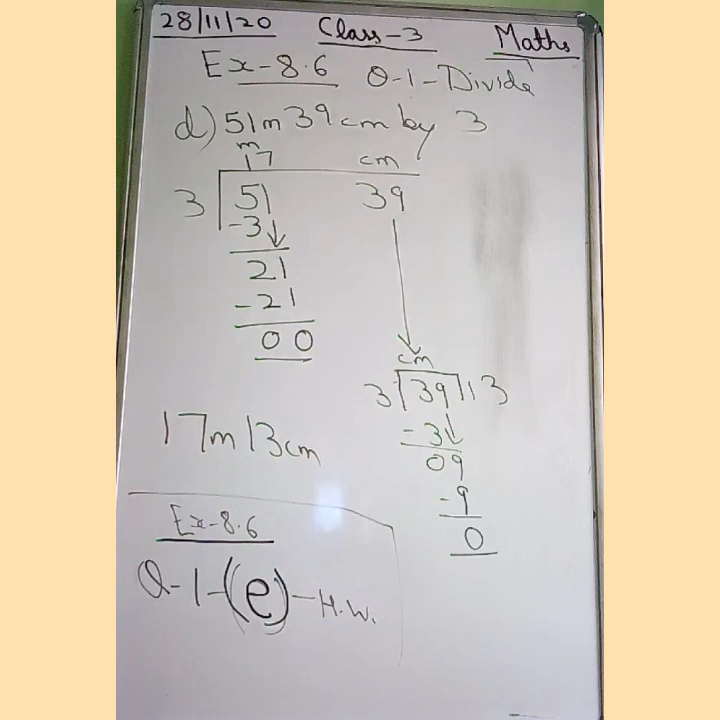 28/11/20 Class-3 Maths
Ex-8.6 Q-1-Divide
d) 51m 39cm by 3
m cm
17
3 51 39
-3
21
-21
00
cm
3 39 13
-3
09
-9
0
17m 13cm
Ex-8.6
Q-1-(e)-H.W.